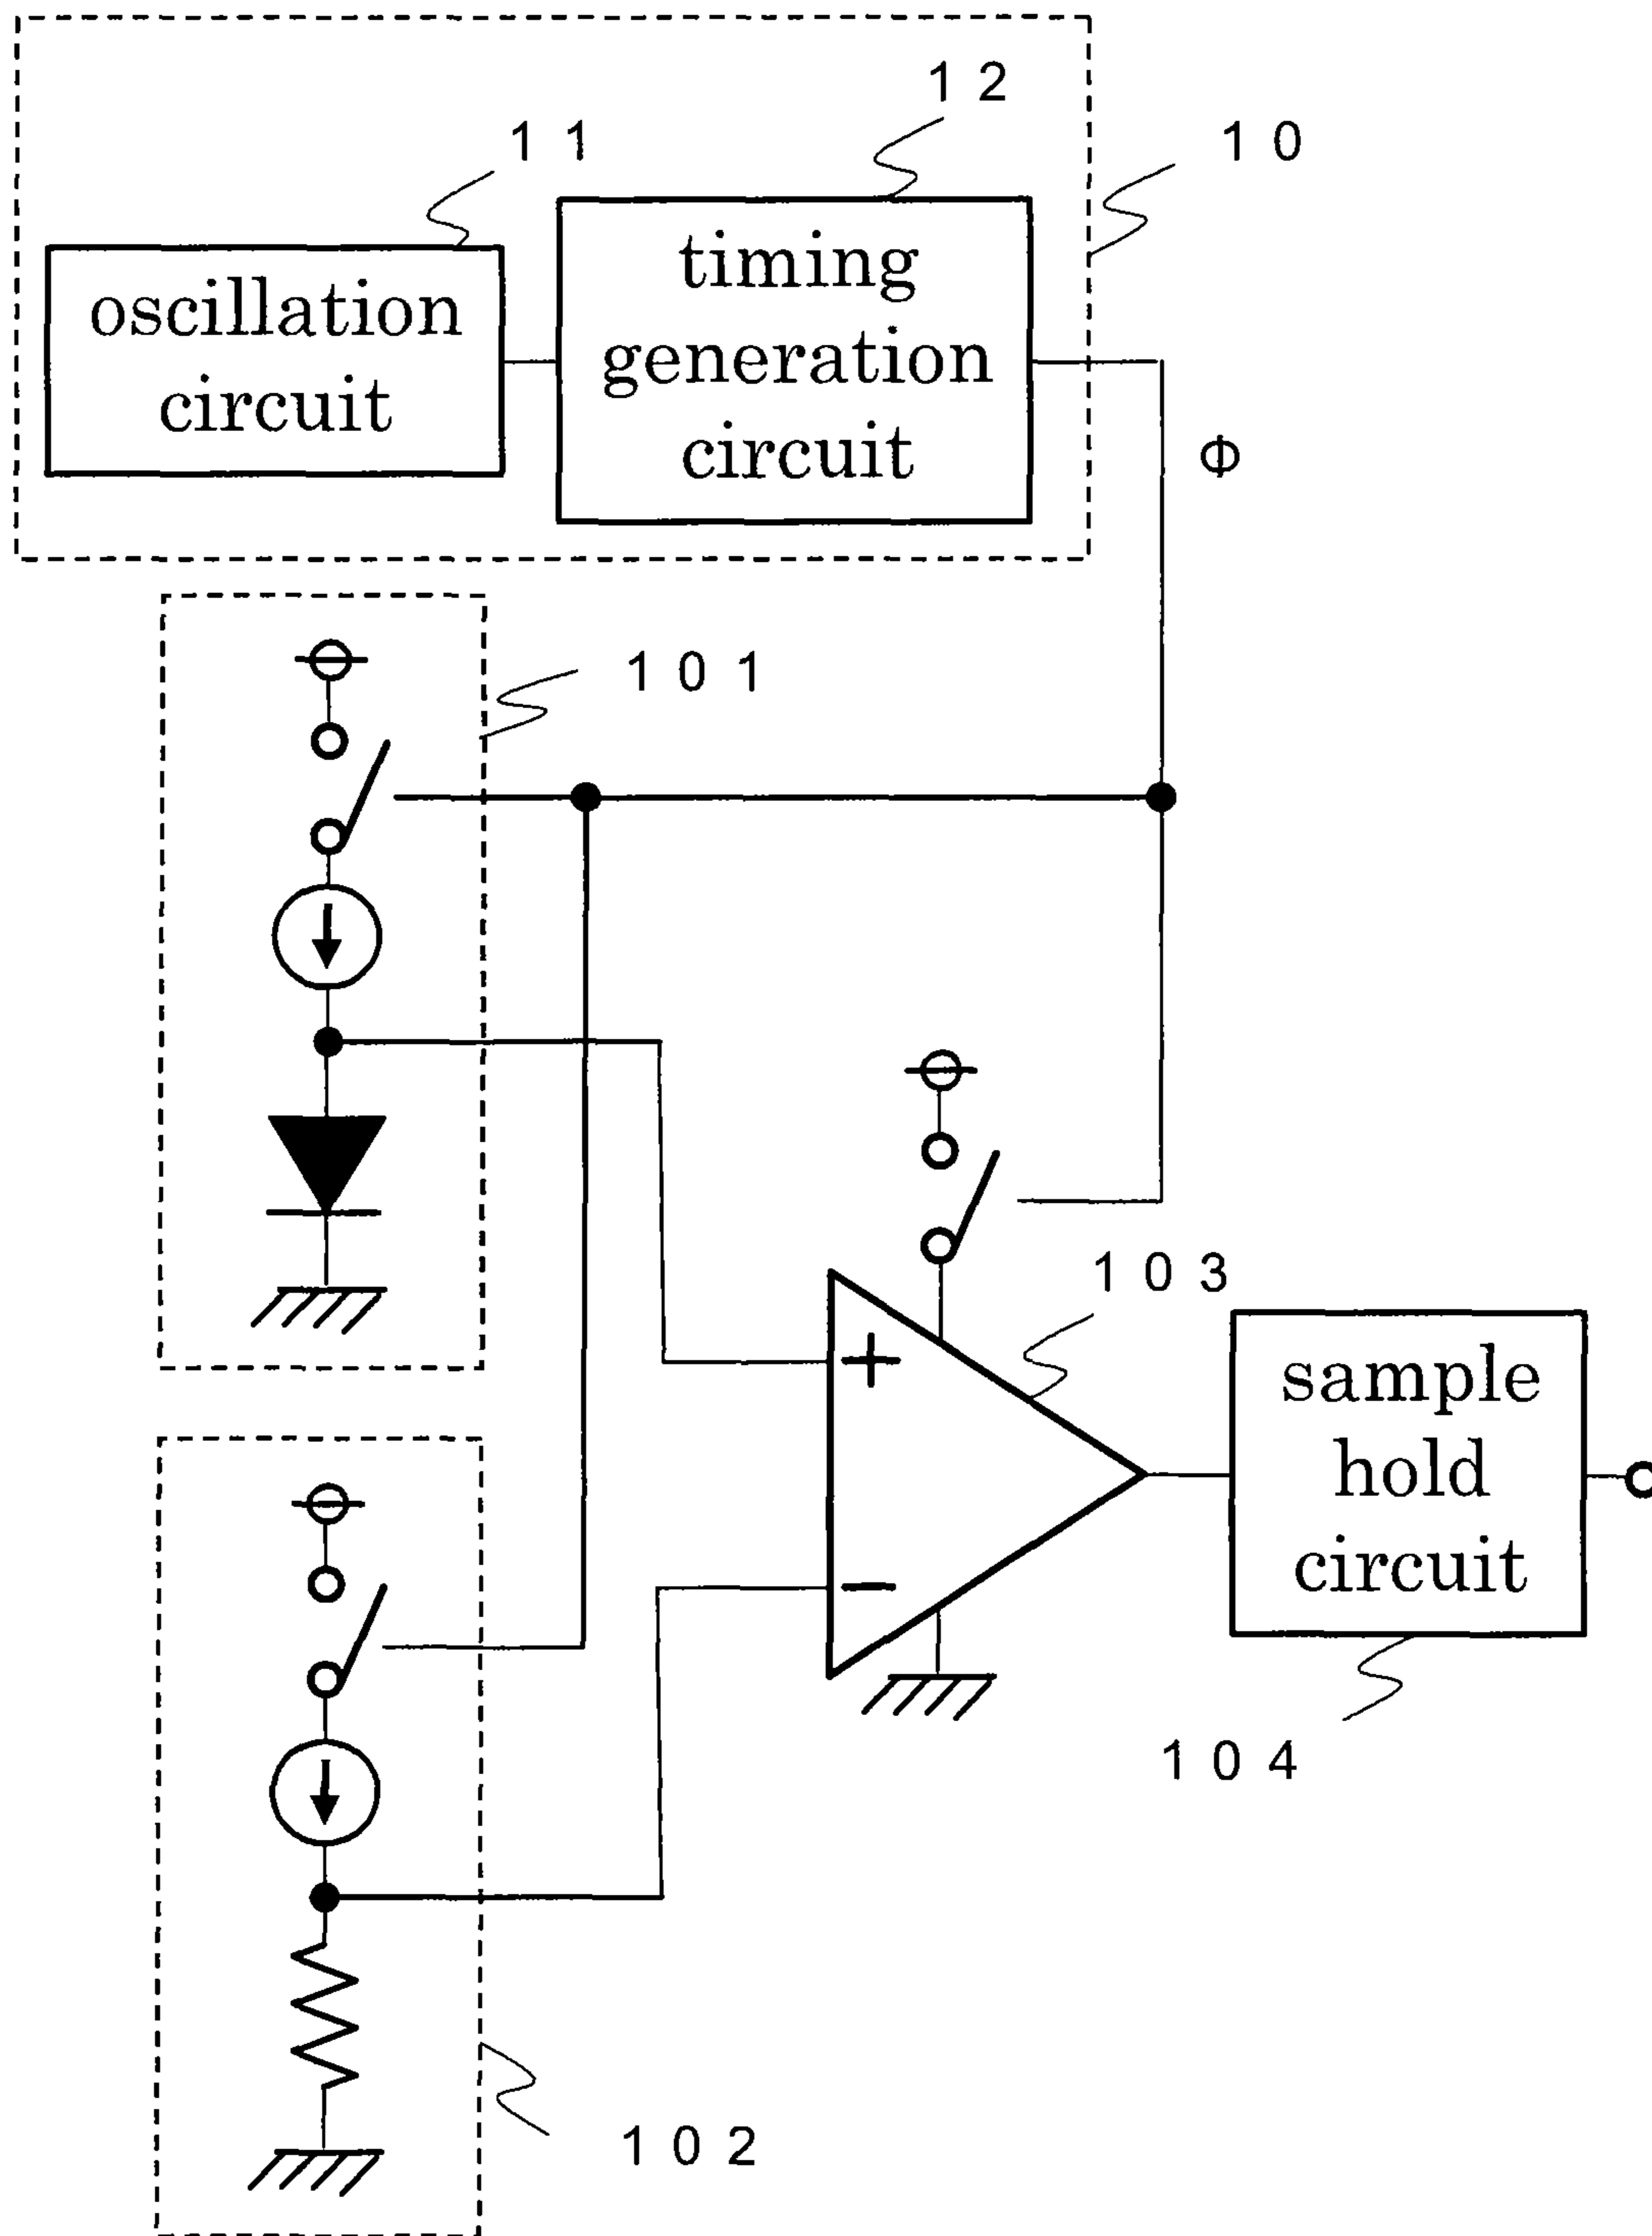 12
11
10
oscillation
circuit
timing
generation
circuit
Φ
101
103
+
−
sample
hold
circuit
104
102